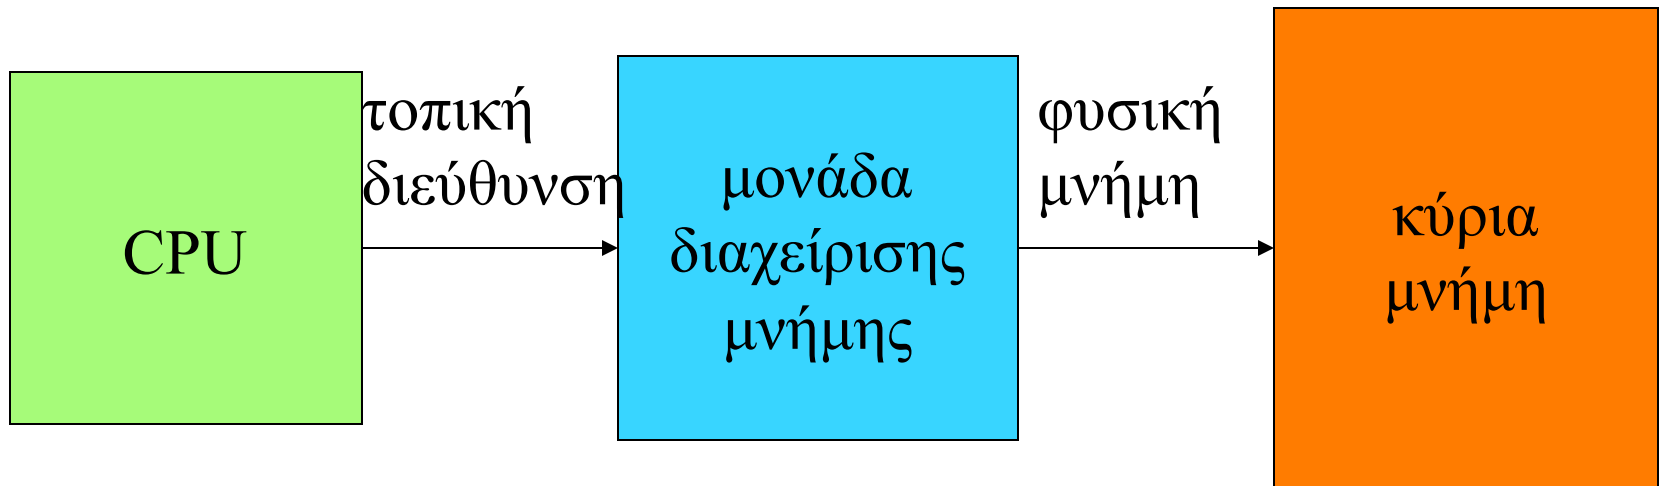 CPU
τοπική
διεύθυνση
μονάδα
διαχείρισης
μνήμης
φυσική
μνήμη
κύρια
μνήμη